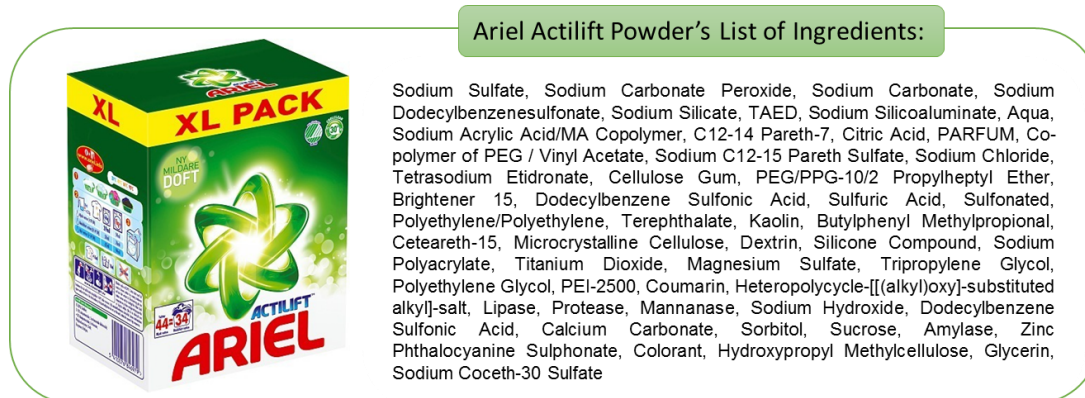 Ariel Actilift Powder's List of Ingredients:
XL
XL PACK
ACTILIFT
ARIEL
NY
MILDARE
DOFT
44=34
ACTILIFT
ARIEL
Sodium Sulfate, Sodium Carbonate Peroxide, Sodium Carbonate, Sodium
Dodecylbenzenesulfonate, Sodium Silicate, TAED, Sodium Silicoaluminate, Aqua,
Sodium Acrylic Acid/MA Copolymer, C12-14 Pareth-7, Citric Acid, PARFUM, Co-
polymer of PEG / Vinyl Acetate, Sodium C12-15 Pareth Sulfate, Sodium Chloride,
Tetrasodium Etidronate, Cellulose Gum, PEG/PPG-10/2 Propylheptyl Ether,
Brightener 15, Dodecylbenzene Sulfonic Acid, Sulfuric Acid, Sulfonated,
Polyethylene/Polyethylene, Terephthalate, Kaolin, Butylphenyl Methylpropional,
Ceteareth-15, Microcrystalline Cellulose, Dextrin, Silicone Compound, Sodium
Polyacrylate, Titanium Dioxide, Magnesium Sulfate, Tripropylene Glycol,
Polyethylene Glycol, PEI-2500, Coumarin, Heteropolycycle-[[(alkyl)oxy]-substituted
alkyl]-salt, Lipase, Protease, Mannanase, Sodium Hydroxide, Dodecylbenzene
Sulfonic Acid, Calcium Carbonate, Sorbitol, Sucrose, Amylase, Zinc
Phthalocyanine Sulphonate, Colorant, Hydroxypropyl Methylcellulose, Glycerin,
Sodium Coceth-30 Sulfate